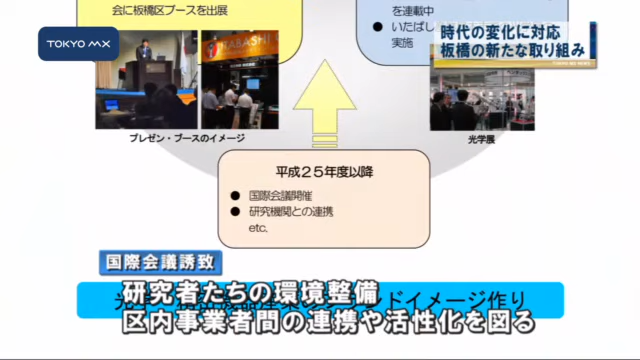 会に板橋区ブースを出展
を連載中
● いたばし
実施
TOKYO MX
時代の変化に対応
板橋の新たな取り組み
TOKYO MX NEWS
ITABASHI C
プレゼン・ブースのイメージ
光学展
平成25年度以降
● 国際会議開催
● 研究機関との連携
etc.
国際会議誘致
研究者たちの環境整備
区内事業者間の連携や活性化を図る
ドイメージ作り